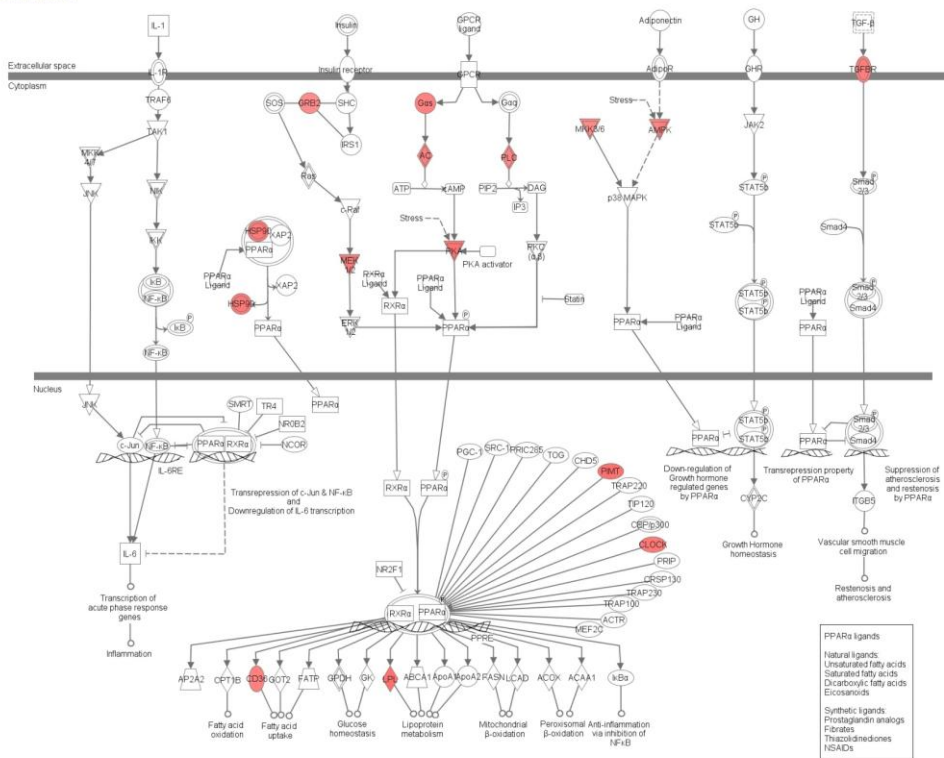 IL-1
Insulin
GPCR
ligand
Adiponectin
GH
TGF-β
Extracellular space
Cytoplasm
IL-1R
Insulin receptor
GPCR
AdipoR
GHR
TGFBR
TRAF6
SOS
GRB2
SHC
Gαs
Gαq
Stress
MKK3/6
AMPK
JAK2
TAK1
IRS1
MKK
4/7
Ras
AC
PLC
JNK
NIK
ATP
cAMP
PIP2
DAG
IP3
p38 MAPK
STAT5b
P
Smad
2/3
P
c-Raf
Stress
STAT5b
P
Smad4
IKK
HSP90
XAP2
PPARα
MEK
1/2
PKA
PKA activator
PKC
(α,β)
PPARα
Ligand
XAP2
RXRα
Ligand
PPARα
Ligand
IκB
NF-κB
HSP90
RXRα
Statin
STAT5b
P
STAT5b
P
PPARα
Ligand
Smad
2/3
P
Smad4
P
IκB
PPARα
ERK
1/2
PPARα
P
PPARα
PPARα
Ligand
PPARα
NF-κB
Nucleus
JNK
PPARα
SMRT
TR4
NR0B2
NCOR
c-Jun
NF-κB
PPARα
RXRα
IL-6RE
PPARα
STAT5b
P
STAT5b
P
PPARα
Smad
2/3
P
Smad4
Down-regulation of
Growth hormone
regulated genes
by PPARα
CYP2C
Transrepression property
of PPARα
Suppression of
atherosclerosis
and restenosis
by PPARα
ITGB5
Transrepression of c-Jun & NF-κB
and
Downregulation of IL-6 transcription
RXRα
PPARα
P
PGC-1
SRC-1
PRIC285
TOG
CHD5
PIMT
TRAP220
TIP120
CBP/p300
CLOCK
PRIP
CRSP130
TRAP230
TRAP100
ACTR
MEF2C
IL-6
Growth Hormone
homeostasis
Vascular smooth muscle
cell migration
NR2F1
Transcription of
acute phase response
genes
Restenosis and
atherosclerosis
RXRα
PPARα
PPRE
Inflammation
AP2A2
CPT1B
CD36
GOT2
FATP
GPDH
GK
LPL
ABCA1
ApoA1
ApoA2
FASN
LCAD
ACOX
ACAA1
IκBα
Fatty acid
oxidation
Fatty acid
uptake
Glucose
homeostasis
Lipoprotein
metabolism
Mitochondrial
β-oxidation
Peroxisomal
β-oxidation
Anti-inflammation
via inhibition of
NFκB
PPARα ligands
Natural ligands:
Unsaturated fatty acids
Saturated fatty acids
Dicarboxylic fatty acids
Eicosanoids
Synthetic ligands:
Prostaglandin analogs
Fibrates
Thiazolidinediones
NSAIDs